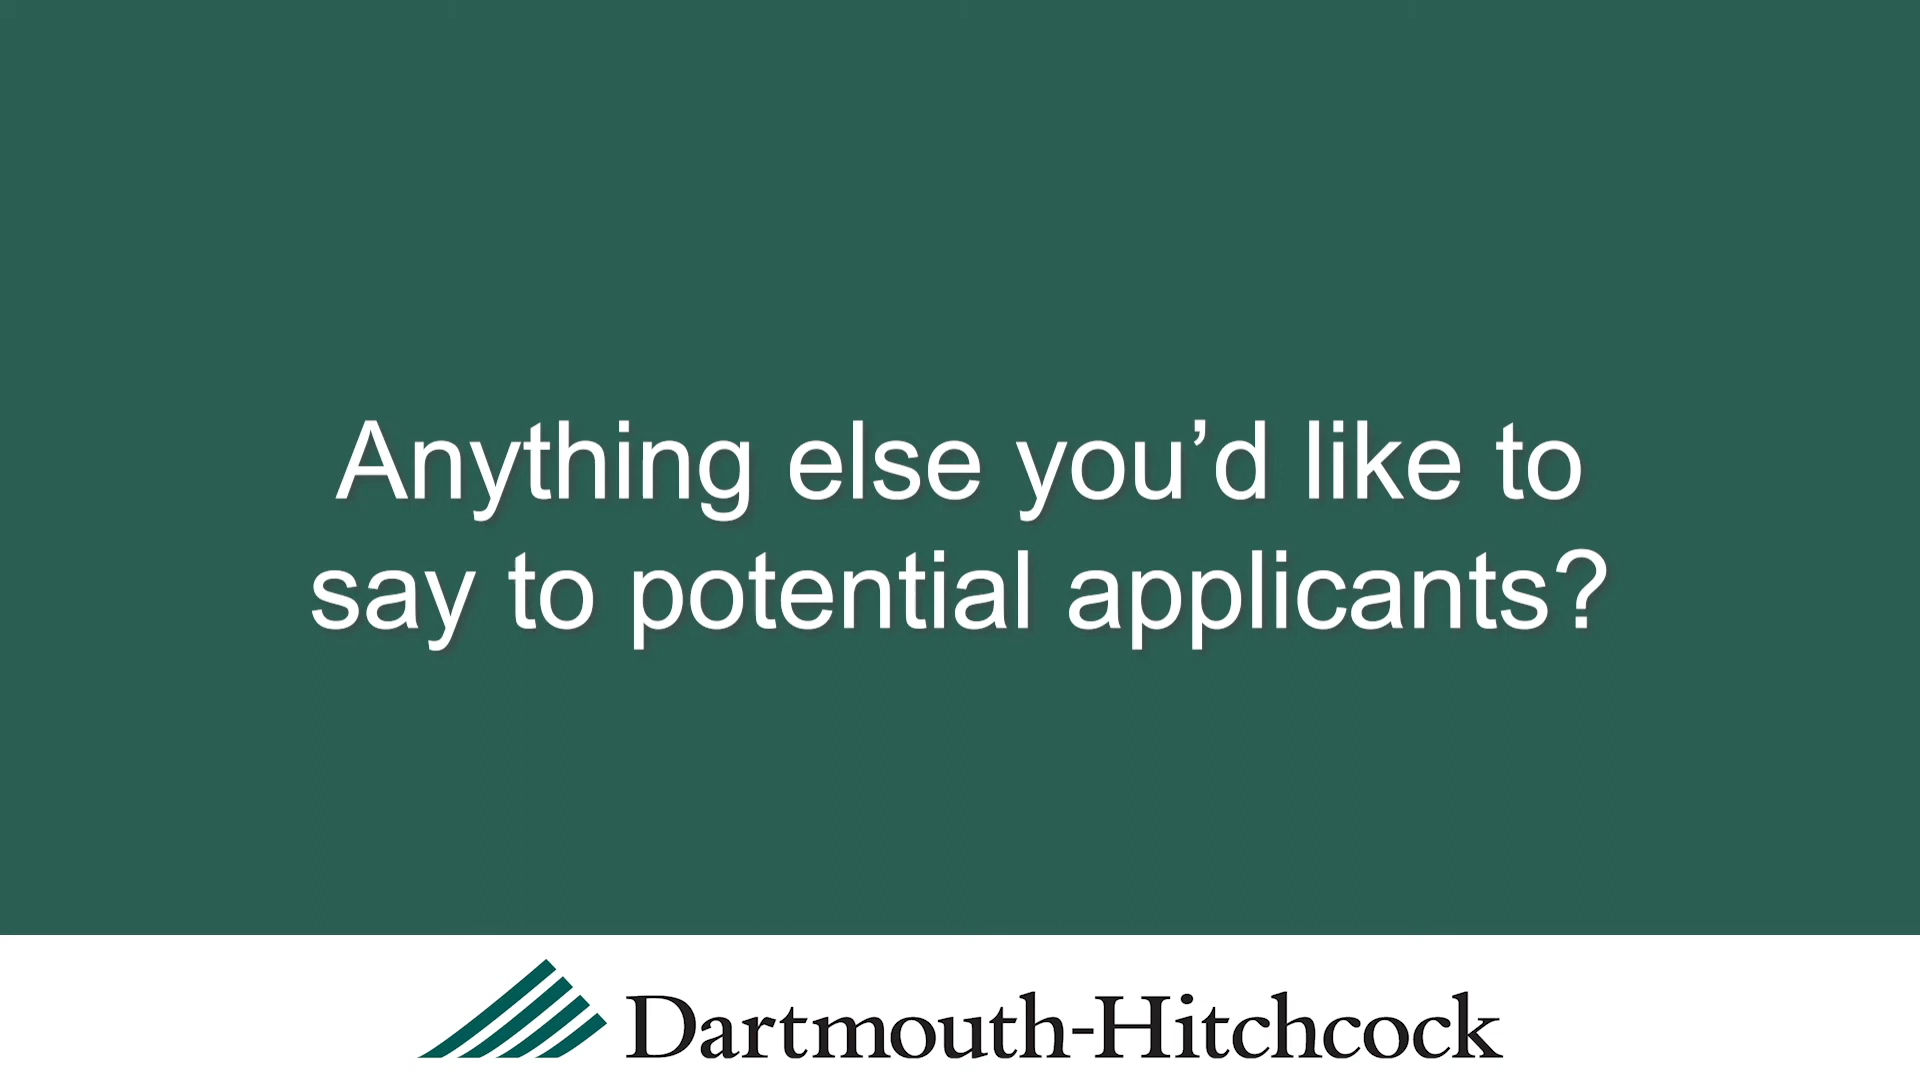 Anything else you’d like to
say to potential applicants?
Dartmouth-Hitchcock